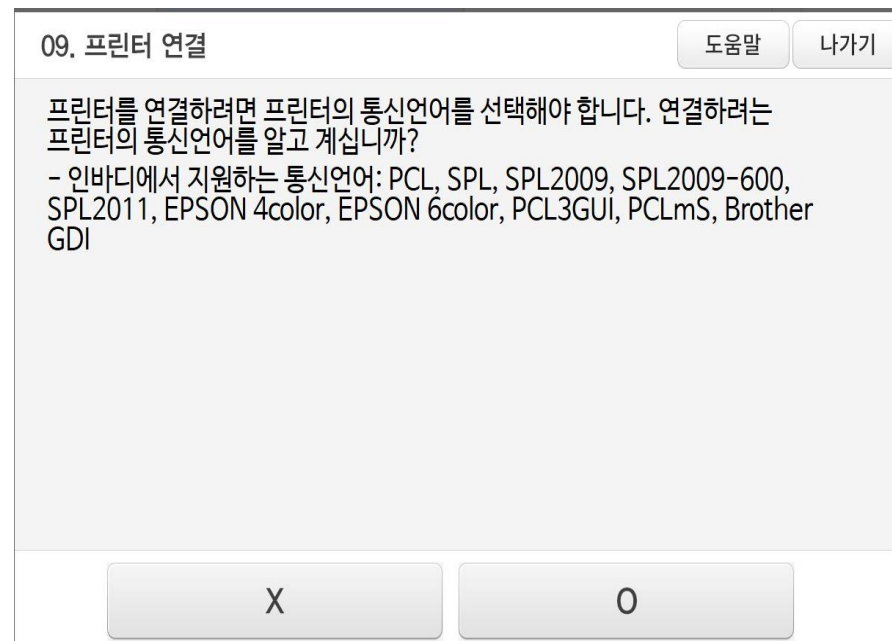 09. 프린터 연결
도움말
나가기
프린터를 연결하려면 프린터의 통신언어를 선택해야 합니다. 연결하려는
프린터의 통신언어를 알고 계십니까?
- 인바디에서 지원하는 통신언어: PCL, SPL, SPL2009, SPL2009-600,
SPL2011, EPSON 4color, EPSON 6color, PCL3GUI, PCLmS, Brother
GDI
X
O